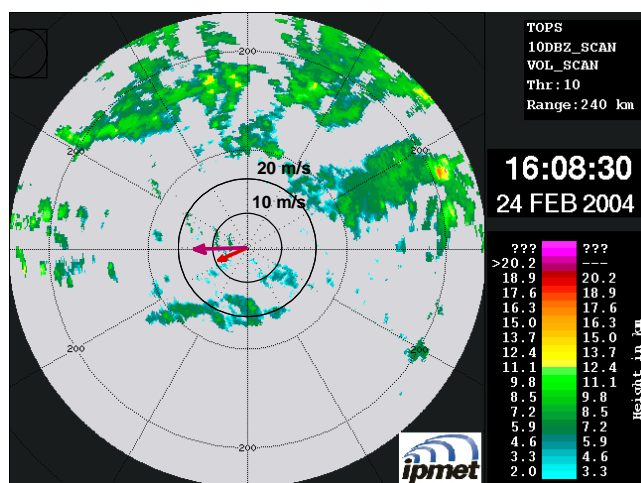 TOPS
10DBZ_SCAN
VOL_SCAN
Thr:10
Range:240 km
16:08:30
24 FEB 2004
200
20 m/s
10 m/s
200
200
200
200
200
??? ???
>20.2 ---
18.9 20.2
17.6 18.9
16.3 17.6
15.0 16.3
13.7 15.0
12.4 13.7
11.1 12.4
9.8 11.1
8.5 9.8
7.2 8.5
5.9 7.2
4.6 5.9
3.3 4.6
2.0 3.3
Height in km
ipmet